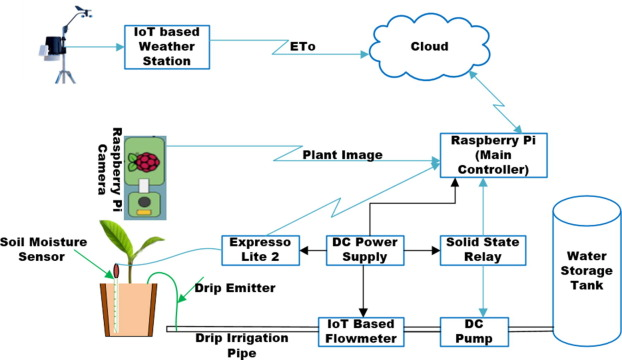 IoT based
Weather
Station
ETo
Cloud
Raspberry Pi
Camera
Plant Image
Raspberry Pi
(Main
Controller)
Soil Moisture
Sensor
Expresso
Lite 2
DC Power
Supply
Solid State
Relay
Water
Storage
Tank
Drip Emitter
Drip Irrigation
Pipe
IoT Based
Flowmeter
DC
Pump